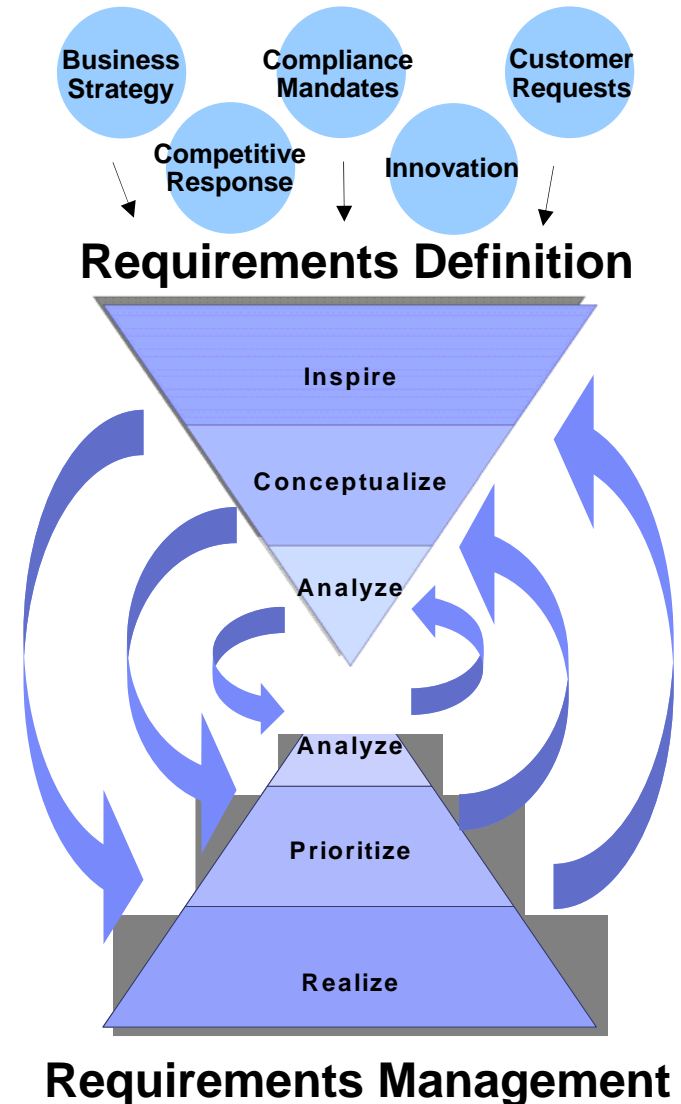 Business
Strategy
Compliance
Mandates
Customer
Requests
Competitive
Response
Innovation
Requirements Definition
Inspire
Conceptualize
Analyze
Analyze
Prioritize
Realize
Requirements Management